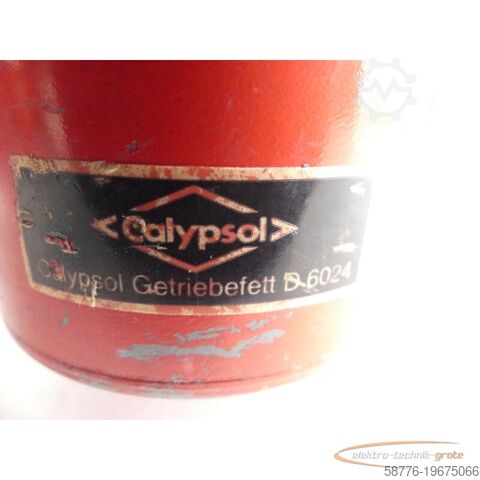 <Calypsol>
Calypsol Getriebefett D 6024
elektro-technik-grote
58776-19675066